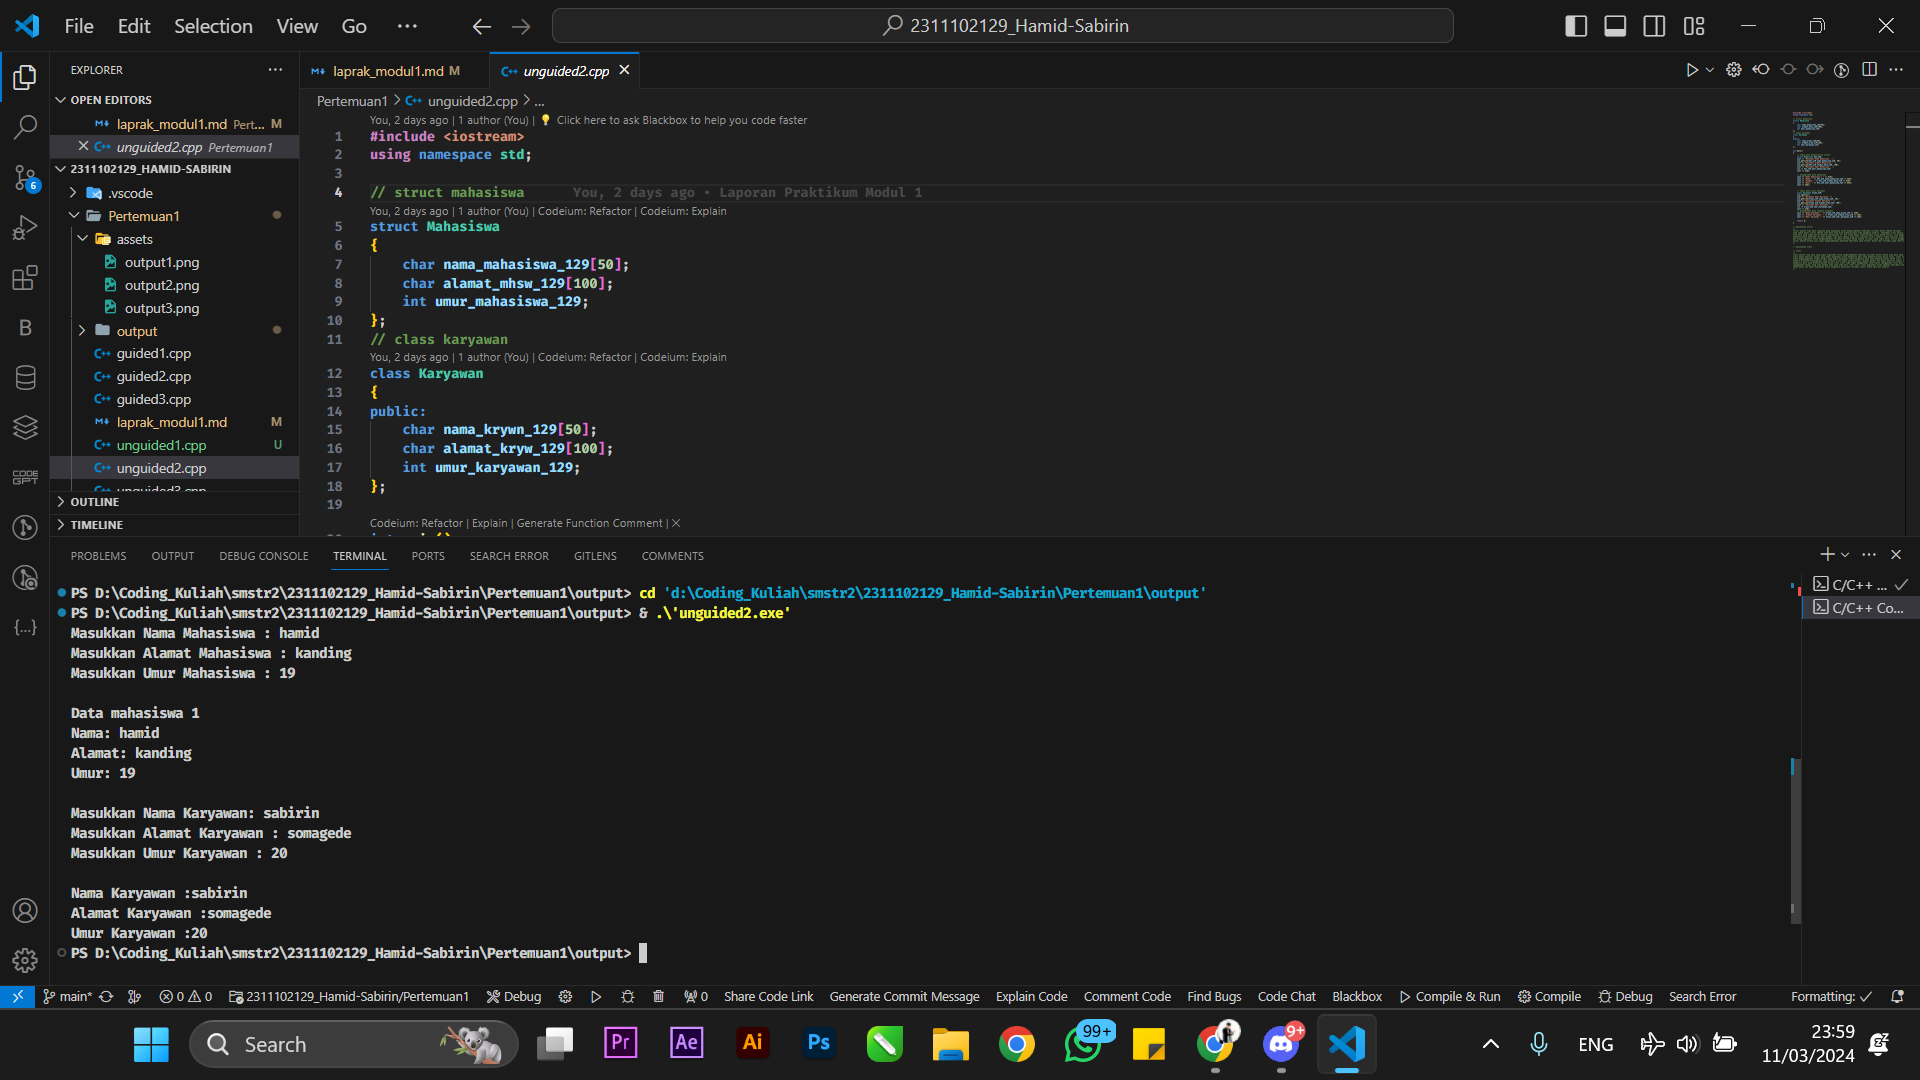 File Edit Selection View Go ··· 2311102129_Hamid-Sabirin
EXPLORER ···
OPEN EDITORS
laprak_modul1.md Pert... M
unguided2.cpp Pertemuan1
2311102129_HAMID-SABIRIN
.vscode
Pertemuan1
assets
output1.png
output2.png
output3.png
output
guided1.cpp
guided2.cpp
guided3.cpp
laprak_modul1.md M
unguided1.cpp U
unguided2.cpp
unguided3.cpp
OUTLINE
TIMELINE
6
B
CODE GPT
{...}
laprak_modul1.md M unguided2.cpp
Pertemuan1 > unguided2.cpp > ...
You, 2 days ago | 1 author (You) | Click here to ask Blackbox to help you code faster
1 #include <iostream>
2 using namespace std;
3
4 // struct mahasiswa You, 2 days ago • Laporan Praktikum Modul 1
You, 2 days ago | 1 author (You) | Codeium: Refactor | Codeium: Explain
5 struct Mahasiswa
6 {
7 char nama_mahasiswa_129[50];
8 char alamat_mhsw_129[100];
9 int umur_mahasiswa_129;
10 };
11 // class karyawan
You, 2 days ago | 1 author (You) | Codeium: Refactor | Codeium: Explain
12 class Karyawan
13 {
14 public:
15 char nama_krywn_129[50];
16 char alamat_kryw_129[100];
17 int umur_karyawan_129;
18 };
19
Codeium: Refactor | Explain | Generate Function Comment | X
PROBLEMS OUTPUT DEBUG CONSOLE TERMINAL PORTS SEARCH ERROR GITLENS COMMENTS
C/C++ ...
C/C++ Co...
PS D:\Coding_Kuliah\smstr2\2311102129_Hamid-Sabirin\Pertemuan1\output> cd 'd:\Coding_Kuliah\smstr2\2311102129_Hamid-Sabirin\Pertemuan1\output'
PS D:\Coding_Kuliah\smstr2\2311102129_Hamid-Sabirin\Pertemuan1\output> & .\'unguided2.exe'
Masukkan Nama Mahasiswa : hamid
Masukkan Alamat Mahasiswa : kanding
Masukkan Umur Mahasiswa : 19

Data mahasiswa 1
Nama: hamid
Alamat: kanding
Umur: 19

Masukkan Nama Karyawan: sabirin
Masukkan Alamat Karyawan : somagede
Masukkan Umur Karyawan : 20

Nama Karyawan :sabirin
Alamat Karyawan :somagede
Umur Karyawan :20
PS D:\Coding_Kuliah\smstr2\2311102129_Hamid-Sabirin\Pertemuan1\output>
main* 0 0 2311102129_Hamid-Sabirin/Pertemuan1 Debug 0 Share Code Link Generate Commit Message Explain Code Comment Code Find Bugs Code Chat Blackbox Compile & Run Compile Debug Search Error Formatting:
Search Pr Ae Ai Ps 99+ 9+ ENG 23:59
11/03/2024